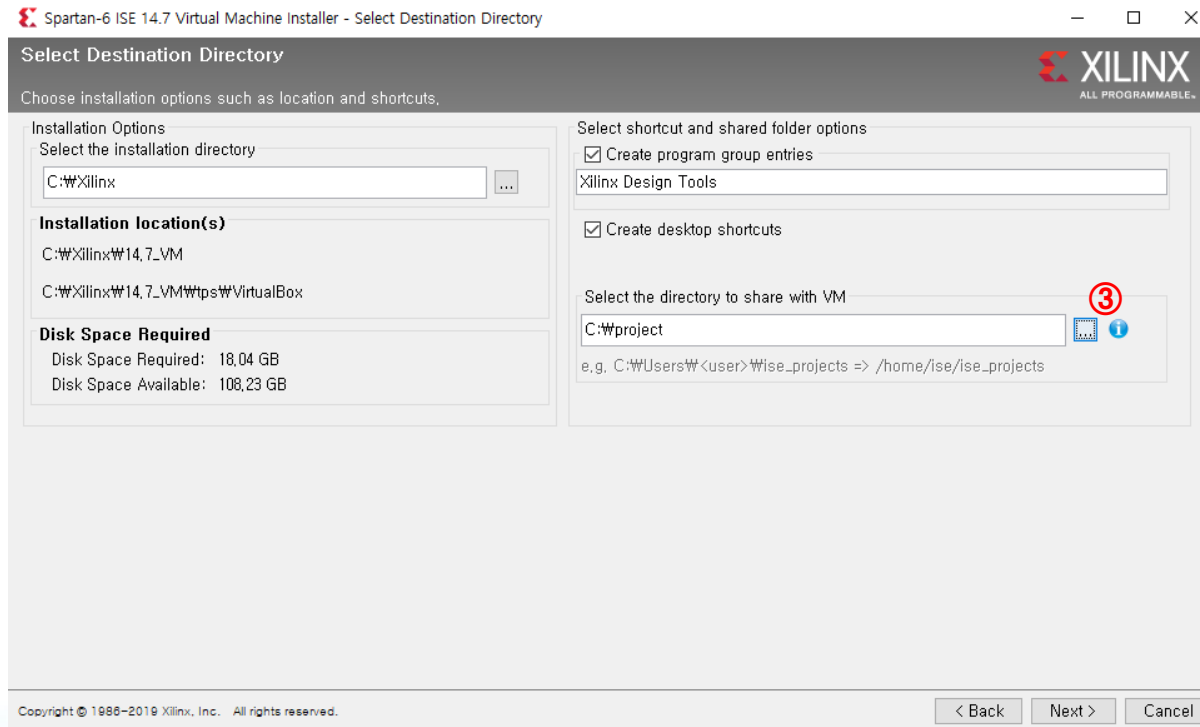 Spartan-6 ISE 14.7 Virtual Machine Installer - Select Destination Directory
Select Destination Directory
Choose installation options such as location and shortcuts.
XILINX
ALL PROGRAMMABLE™
Installation Options
Select the installation directory
C:₩Xilinx
...
Installation location(s)
C:₩Xilinx₩14.7_VM
C:₩Xilinx₩14.7_VM₩tps₩VirtualBox
Disk Space Required
Disk Space Required: 18.04 GB
Disk Space Available: 108.23 GB
Select shortcut and shared folder options
Create program group entries
Xilinx Design Tools
Create desktop shortcuts
Select the directory to share with VM
③
C:₩project
...
e.g. C:₩Users₩<user>₩ise_projects => /home/ise/ise_projects
Copyright © 1986-2019 Xilinx, Inc. All rights reserved.
< Back
Next >
Cancel